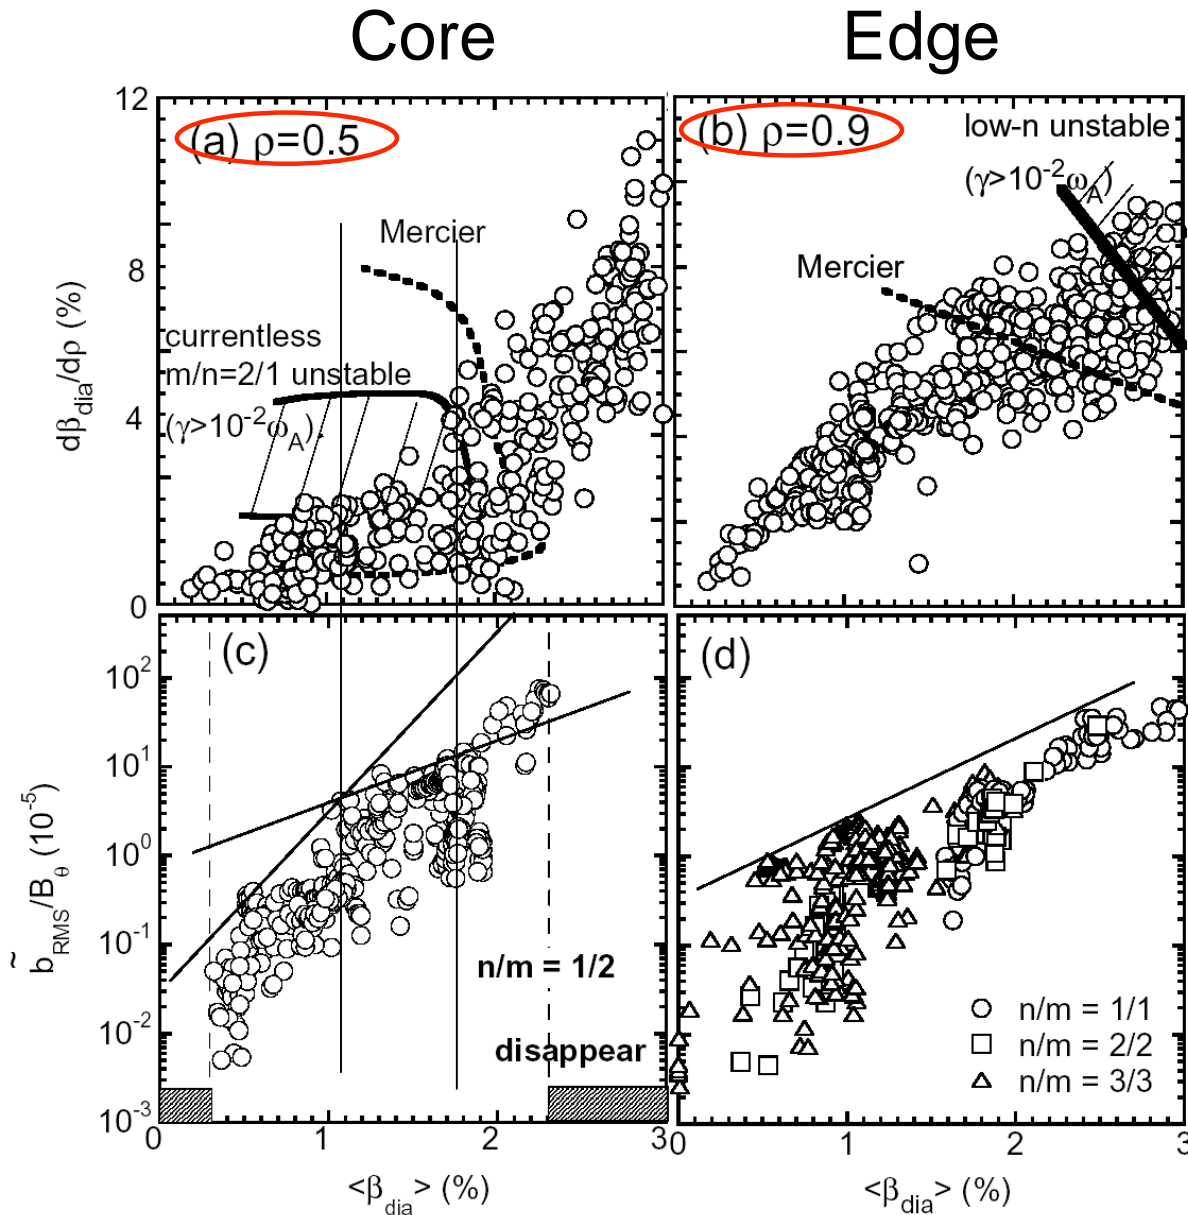 Core
Edge
12
8
4
0
dβdia/dρ (%)
(a) ρ=0.5
Mercier
currentless
m/n=2/1 unstable
(γ>10-2ωA).
(b) ρ=0.9
low-n unstable
(γ>10-2ωA)
Mercier
(c)
10²
10¹
10⁰
10⁻¹
10⁻²
10⁻³
b̃RMS/Bθ (10⁻⁵)
n/m = 1/2
disappear
0
1
2
3
<βdia> (%)
(d)
n/m = 1/1
n/m = 2/2
n/m = 3/3
0
1
2
3
<βdia> (%)